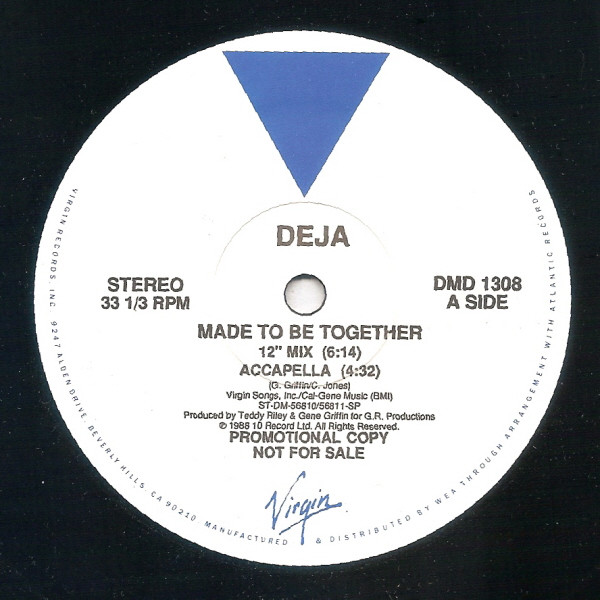 DEJA
STEREO
33 1/3 RPM
DMD 1308
A SIDE
MADE TO BE TOGETHER
12" MIX (6:14)
ACCAPELLA (4:32)
(G. Griffin/C. Jones)
Virgin Songs, Inc./Cal-Gene Music (BMI)
ST-DM-56810/56811-SP
Produced by Teddy Riley & Gene Griffin for G.R. Productions
© 1988 10 Record Ltd. All Rights Reserved.
PROMOTIONAL COPY
NOT FOR SALE
Virgin
VIRGIN RECORDS, INC. 9247 ALDEN DRIVE, BEVERLY HILLS, CA 90210 MANUFACTURED & DISTRIBUTED BY WEA THROUGH ARRANGEMENT WITH ATLANTIC RECORDS